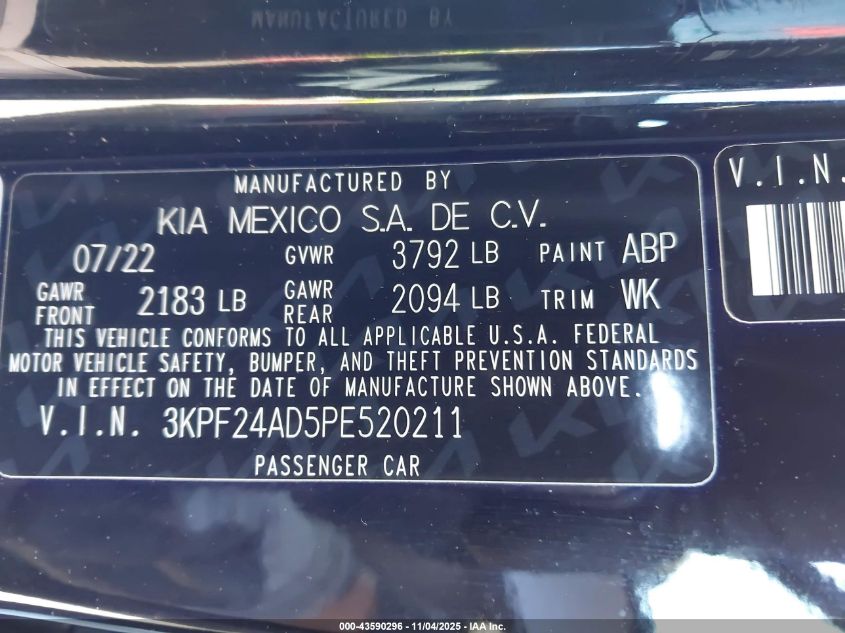 MANUFACTURED BY
MANUFACTURED BY
KIA MEXICO S.A. DE C.V.
07/22 GVWR 3792 LB PAINT ABP
GAWR FRONT 2183 LB GAWR REAR 2094 LB TRIM WK
THIS VEHICLE CONFORMS TO ALL APPLICABLE U.S.A. FEDERAL
MOTOR VEHICLE SAFETY, BUMPER, AND THEFT PREVENTION STANDARDS
IN EFFECT ON THE DATE OF MANUFACTURE SHOWN ABOVE.
V.I.N. 3KPF24AD5PE520211
PASSENGER CAR
V.I.N.
000-43590296 - 11/04/2025 - IAA Inc.